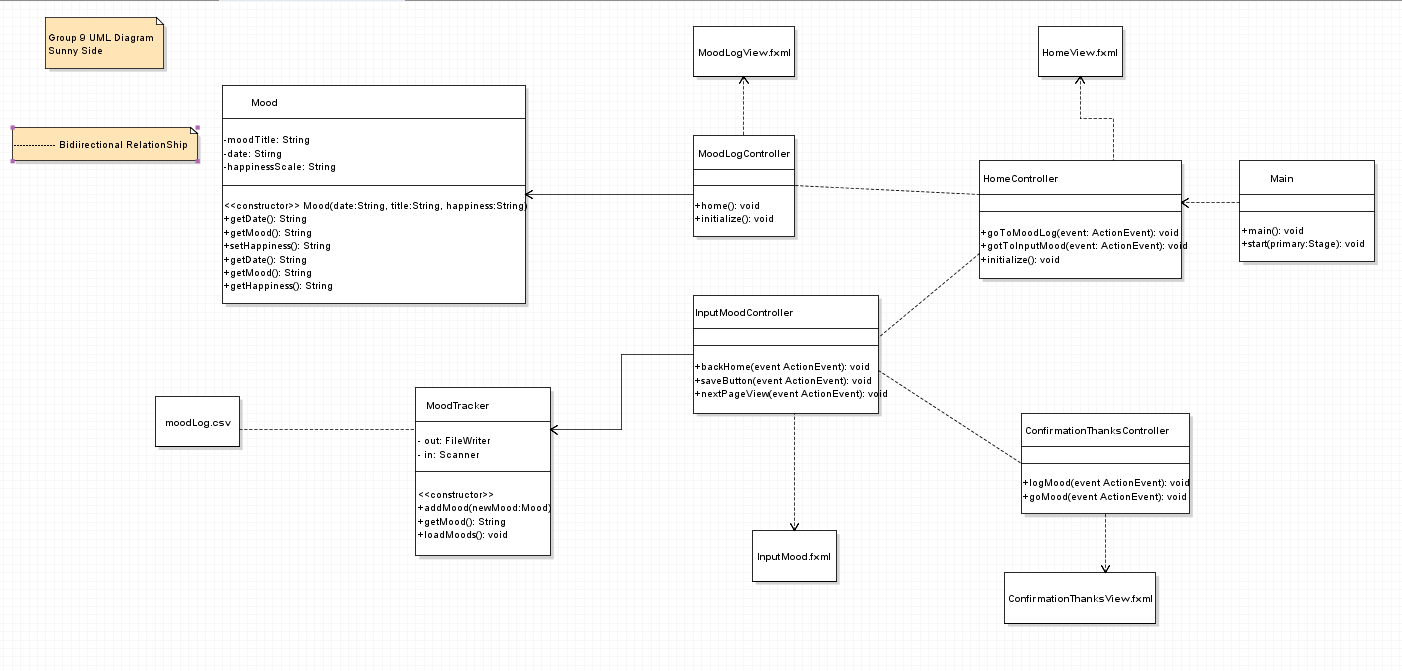 Group 9 UML Diagram
Sunny Side
-------------- Bidiirectional RelationShip
Mood
-moodTitle: String
-date: Stirng
-happinessScale: String
<<constructor>> Mood(date:String, title:String, happiness:String)
+getDate(): String
+getMood(): String
+setHappiness(): String
+getDate(): String
+getMood(): String
+getHappiness(): String
MoodLogView.fxml
MoodLogController
+home(): void
+initialize(): void
HomeView.fxml
HomeController
+goToMoodLog(event: ActionEvent): void
+gotToInputMood(event: ActionEvent): void
+initialize(): void
Main
+main(): void
+start(primary:Stage): void
InputMoodController
+backHome(event ActionEvent): void
+saveButton(event ActionEvent): void
+nextPageView(event ActionEvent): void
moodLog.csv
MoodTracker
- out: FileWriter
- in: Scanner
<<constructor>>
+addMood(newMood:Mood)
+getMood(): String
+loadMoods(): void
ConfirmationThanksController
+logMood(event ActionEvent): void
+goMood(event ActionEvent): void
InputMood.fxml
ConfirmationThanksView.fxml